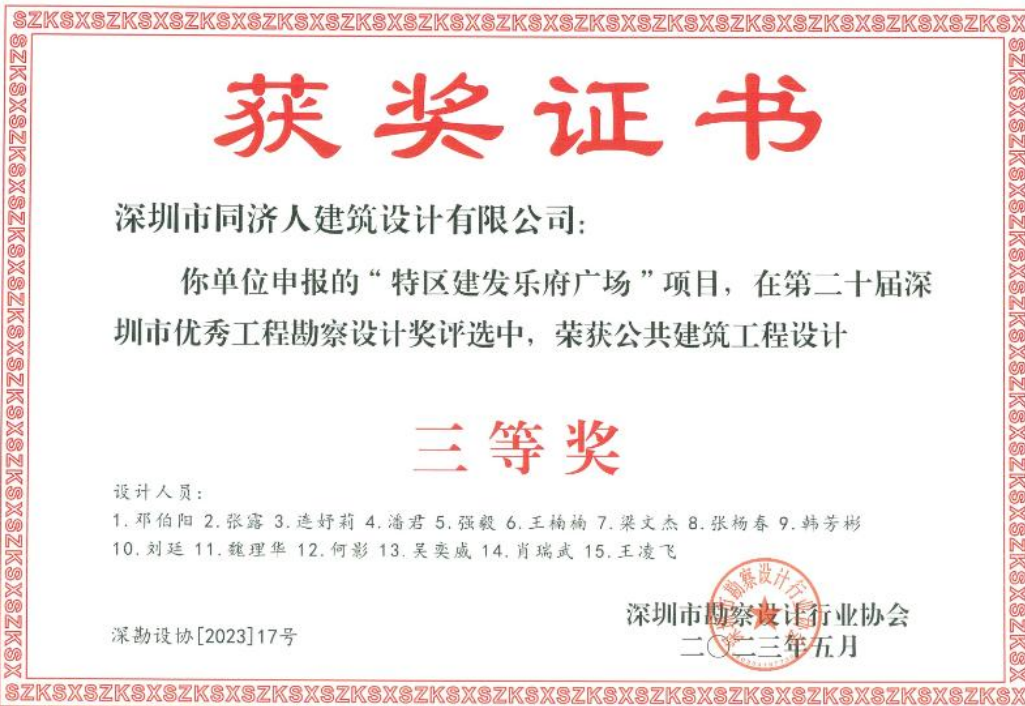 获奖证书
深圳市同济人建筑设计有限公司:
你单位申报的“特区建发乐府广场”项目，在第二十届深
圳市优秀工程勘察设计奖评选中，荣获公共建筑工程设计
三等奖
设计人员:
1.邓伯阳 2.张露 3.连妤莉 4.潘君 5.强毅 6.王楠楠 7.梁文杰 8.张杨春 9.韩芳彬
10.刘廷 11.魏理华 12.何影 13.吴奕威 14.肖瑞武 15.王凌飞
深圳市勘察设计行业协会
深勘设协[2023]17号
二〇二三年五月